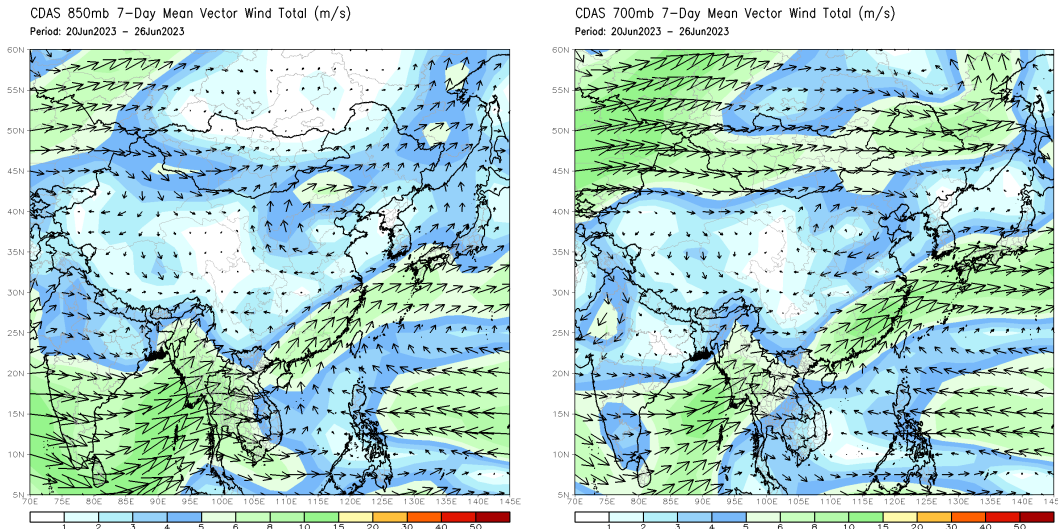 CDAS 850mb 7-Day Mean Vector Wind Total (m/s)
Period: 20Jun2023 - 26Jun2023
60N
55N
50N
45N
40N
35N
30N
25N
20N
15N
10N
5N
70E 75E 80E 85E 90E 95E 100E 105E 110E 115E 120E 125E 130E 135E 140E 145E
1 2 3 4 5 6 8 10 15 20 30 40 50
CDAS 700mb 7-Day Mean Vector Wind Total (m/s)
Period: 20Jun2023 - 26Jun2023
60N
55N
50N
45N
40N
35N
30N
25N
20N
15N
10N
5N
70E 75E 80E 85E 90E 95E 100E 105E 110E 115E 120E 125E 130E 135E 140E 145E
1 2 3 4 5 6 8 10 15 20 30 40 50